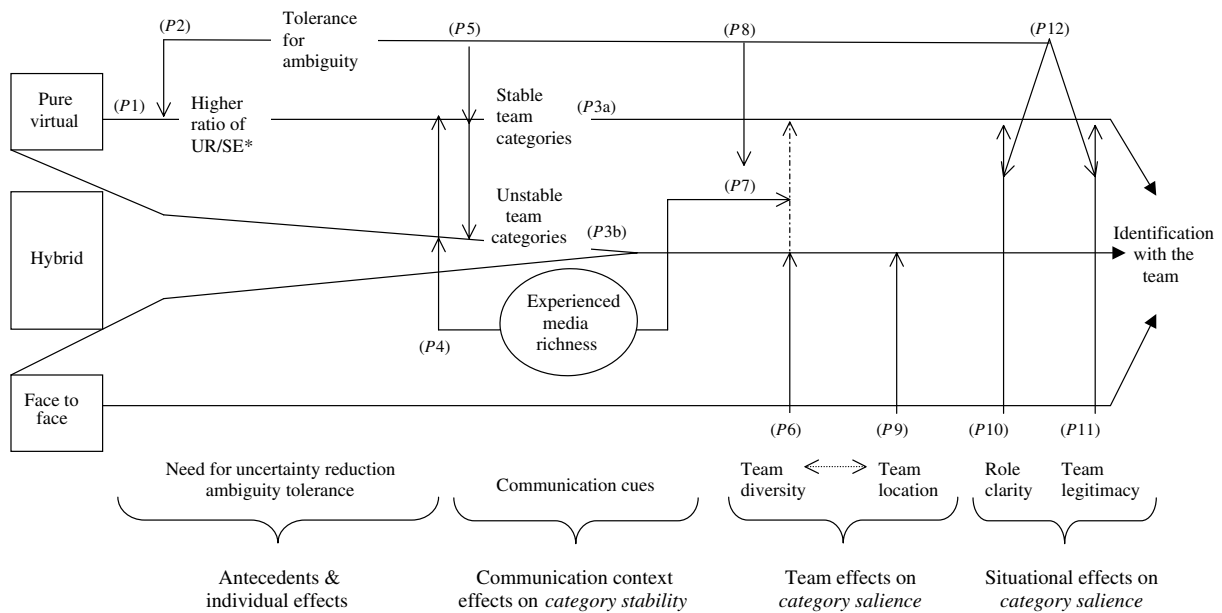 (P2)
Tolerance
for
ambiguity
(P5)
(P8)
(P12)
Pure
virtual
(P1)
Higher
ratio of
UR/SE*
Stable
team
categories
(P3a)
Hybrid
Unstable
team
categories
(P3b)
(P7)
Experienced
media
richness
(P4)
Identification
with the
team
Face to
face
(P6)
(P9)
(P10)
(P11)
Need for uncertainty reduction
ambiguity tolerance
Communication cues
Team
diversity
Team
location
Role
clarity
Team
legitimacy
Antecedents &
individual effects
Communication context
effects on category stability
Team effects on
category salience
Situational effects on
category salience